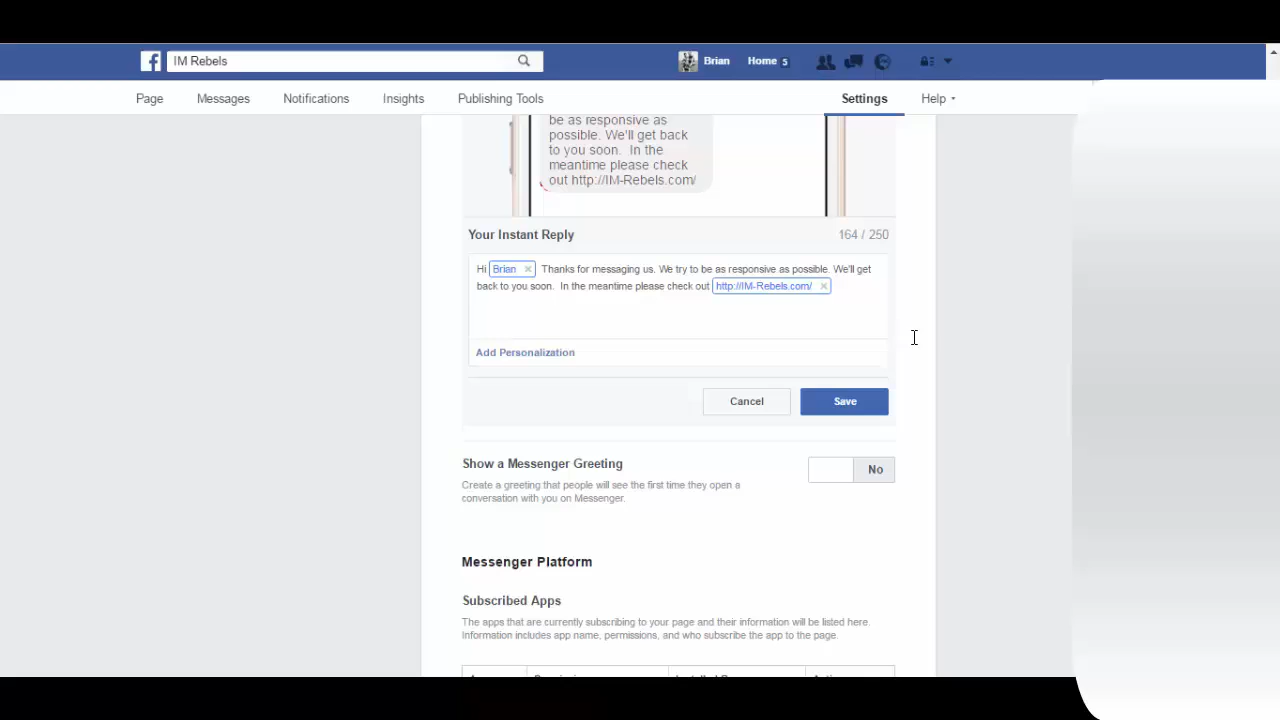 IM Rebels
Brian Home 5
Page Messages Notifications Insights Publishing Tools Settings Help
be as responsive as
possible. We'll get back
to you soon. In the
meantime please check
out http://IM-Rebels.com/
Your Instant Reply 164 / 250
Hi Brian × Thanks for messaging us. We try to be as responsive as possible. We'll get
back to you soon. In the meantime please check out http://IM-Rebels.com/ ×
Add Personalization
Cancel Save
Show a Messenger Greeting No
Create a greeting that people will see the first time they open a
conversation with you on Messenger.
Messenger Platform
Subscribed Apps
The apps that are currently subscribing to your page and their information will be listed here.
Information includes app name, permissions, and who subscribe the app to the page.